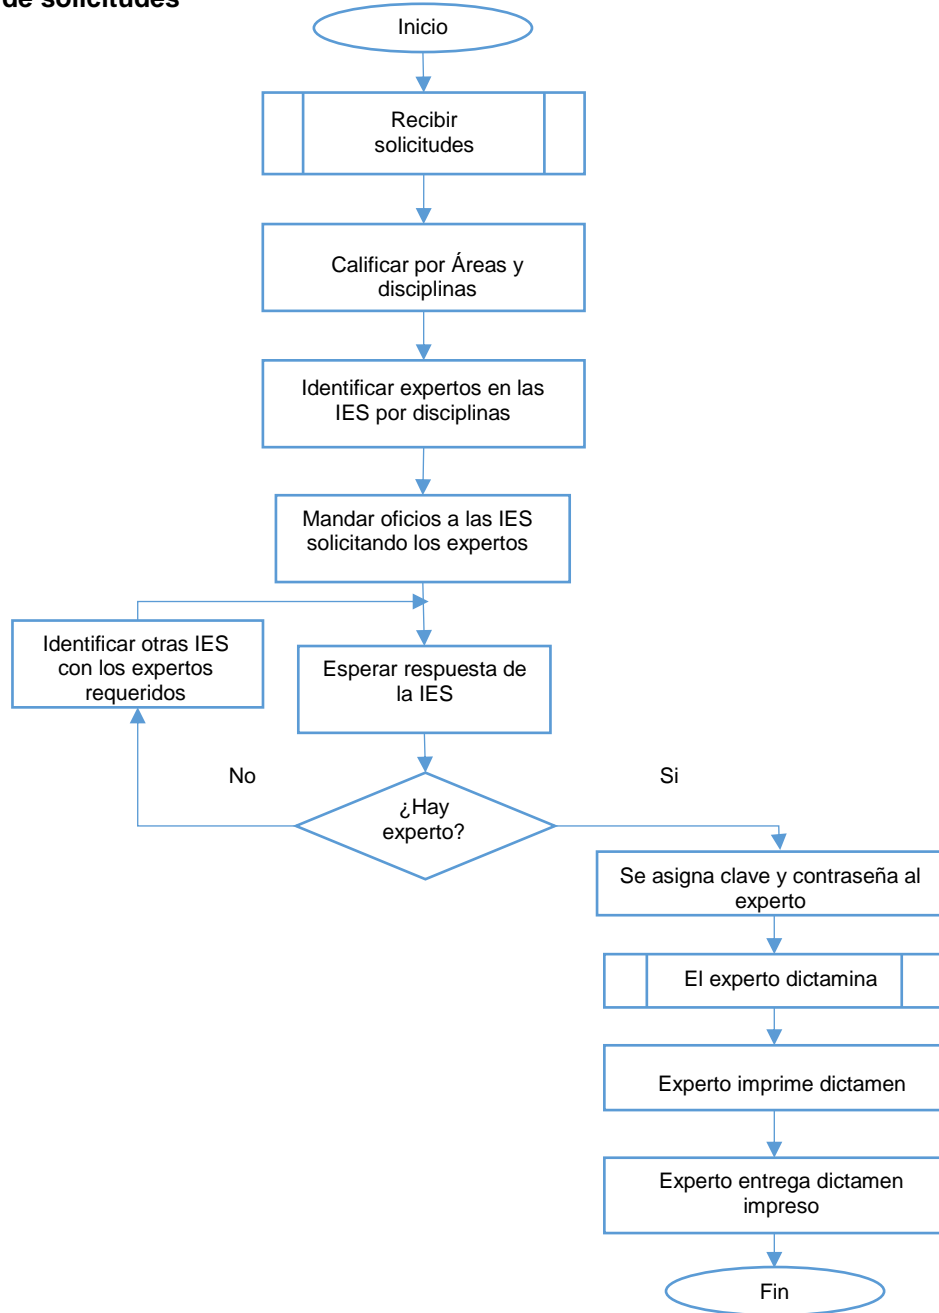 de solicitudes
Inicio
Recibir
solicitudes
Calificar por Áreas y
disciplinas
Identificar expertos en las
IES por disciplinas
Mandar oficios a las IES
solicitando los expertos
Identificar otras IES
con los expertos
requeridos
Esperar respuesta de
la IES
No
Si
¿Hay
experto?
Se asigna clave y contraseña al
experto
El experto dictamina
Experto imprime dictamen
Experto entrega dictamen
impreso
Fin